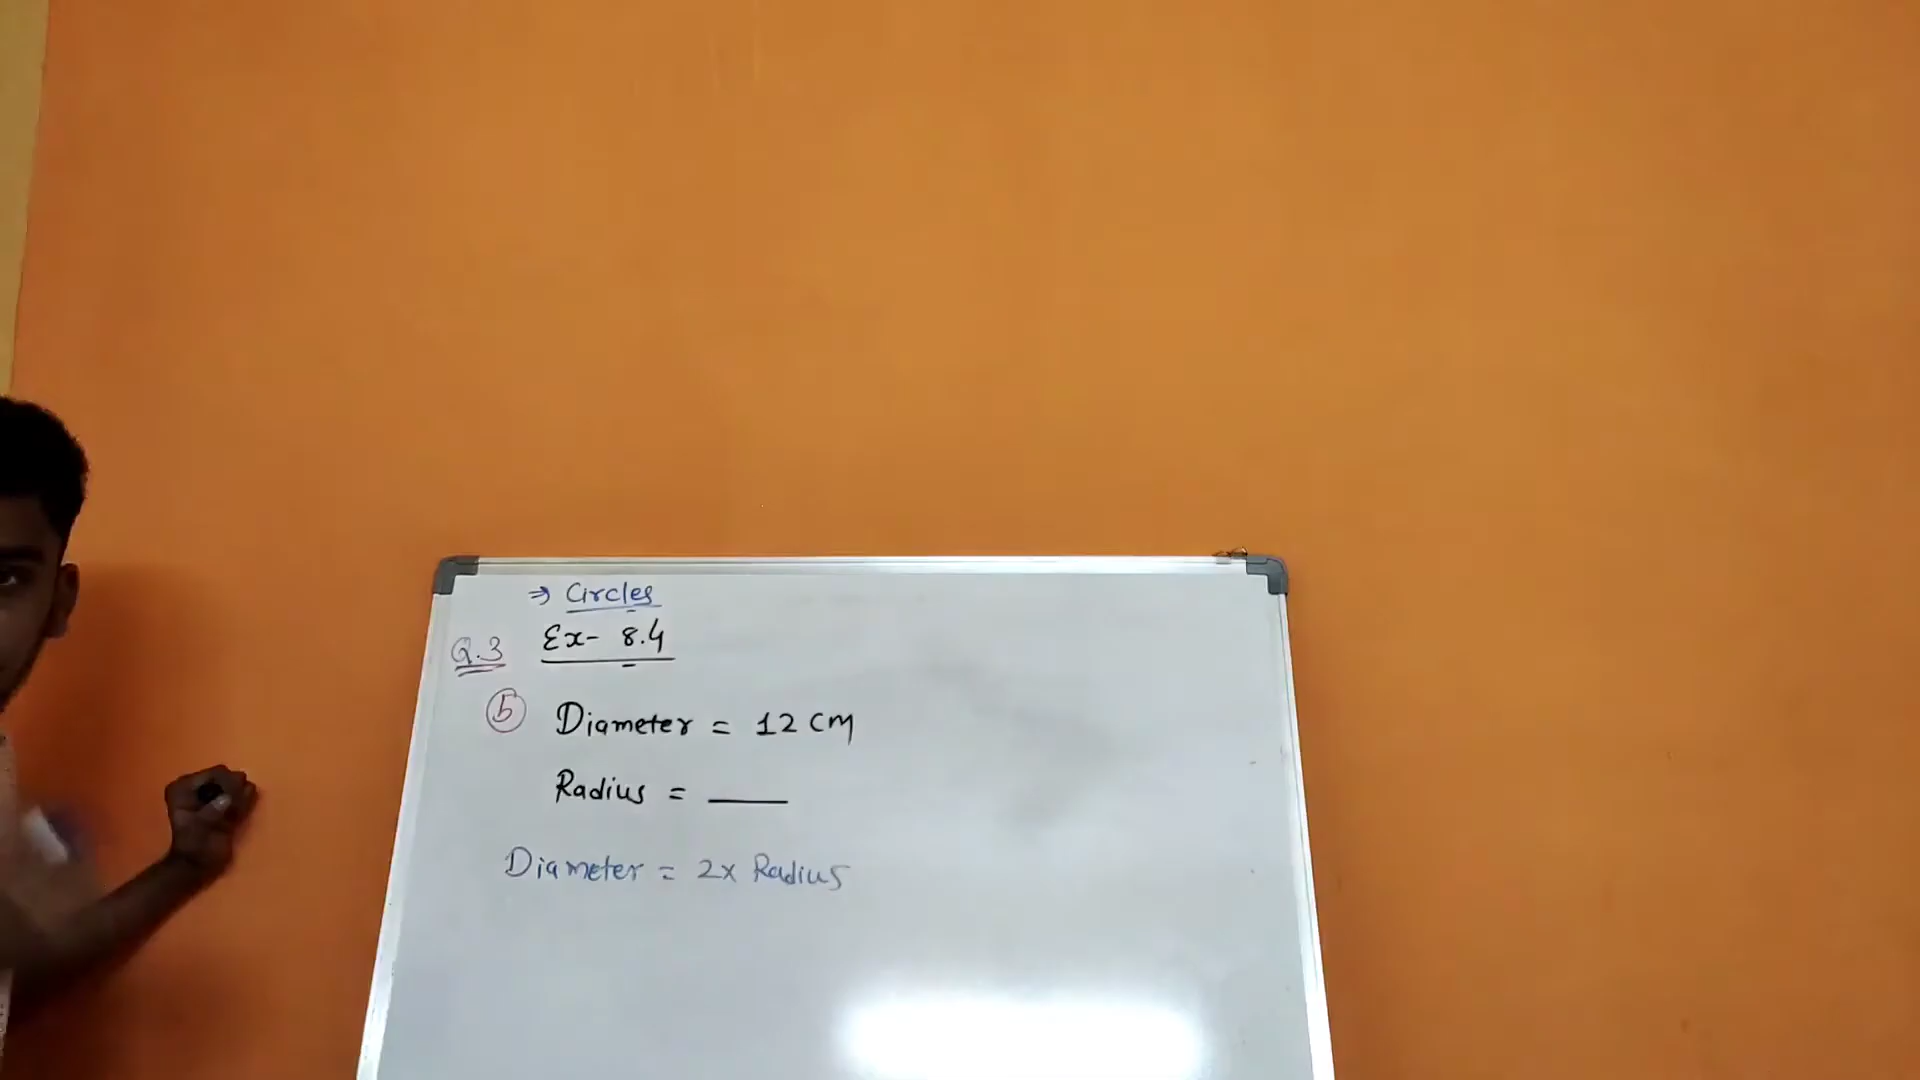 ⇒ Circles
Q.3 Ex- 8.4
5 Diameter = 12 cm
Radius = ____
Diameter = 2x Radius